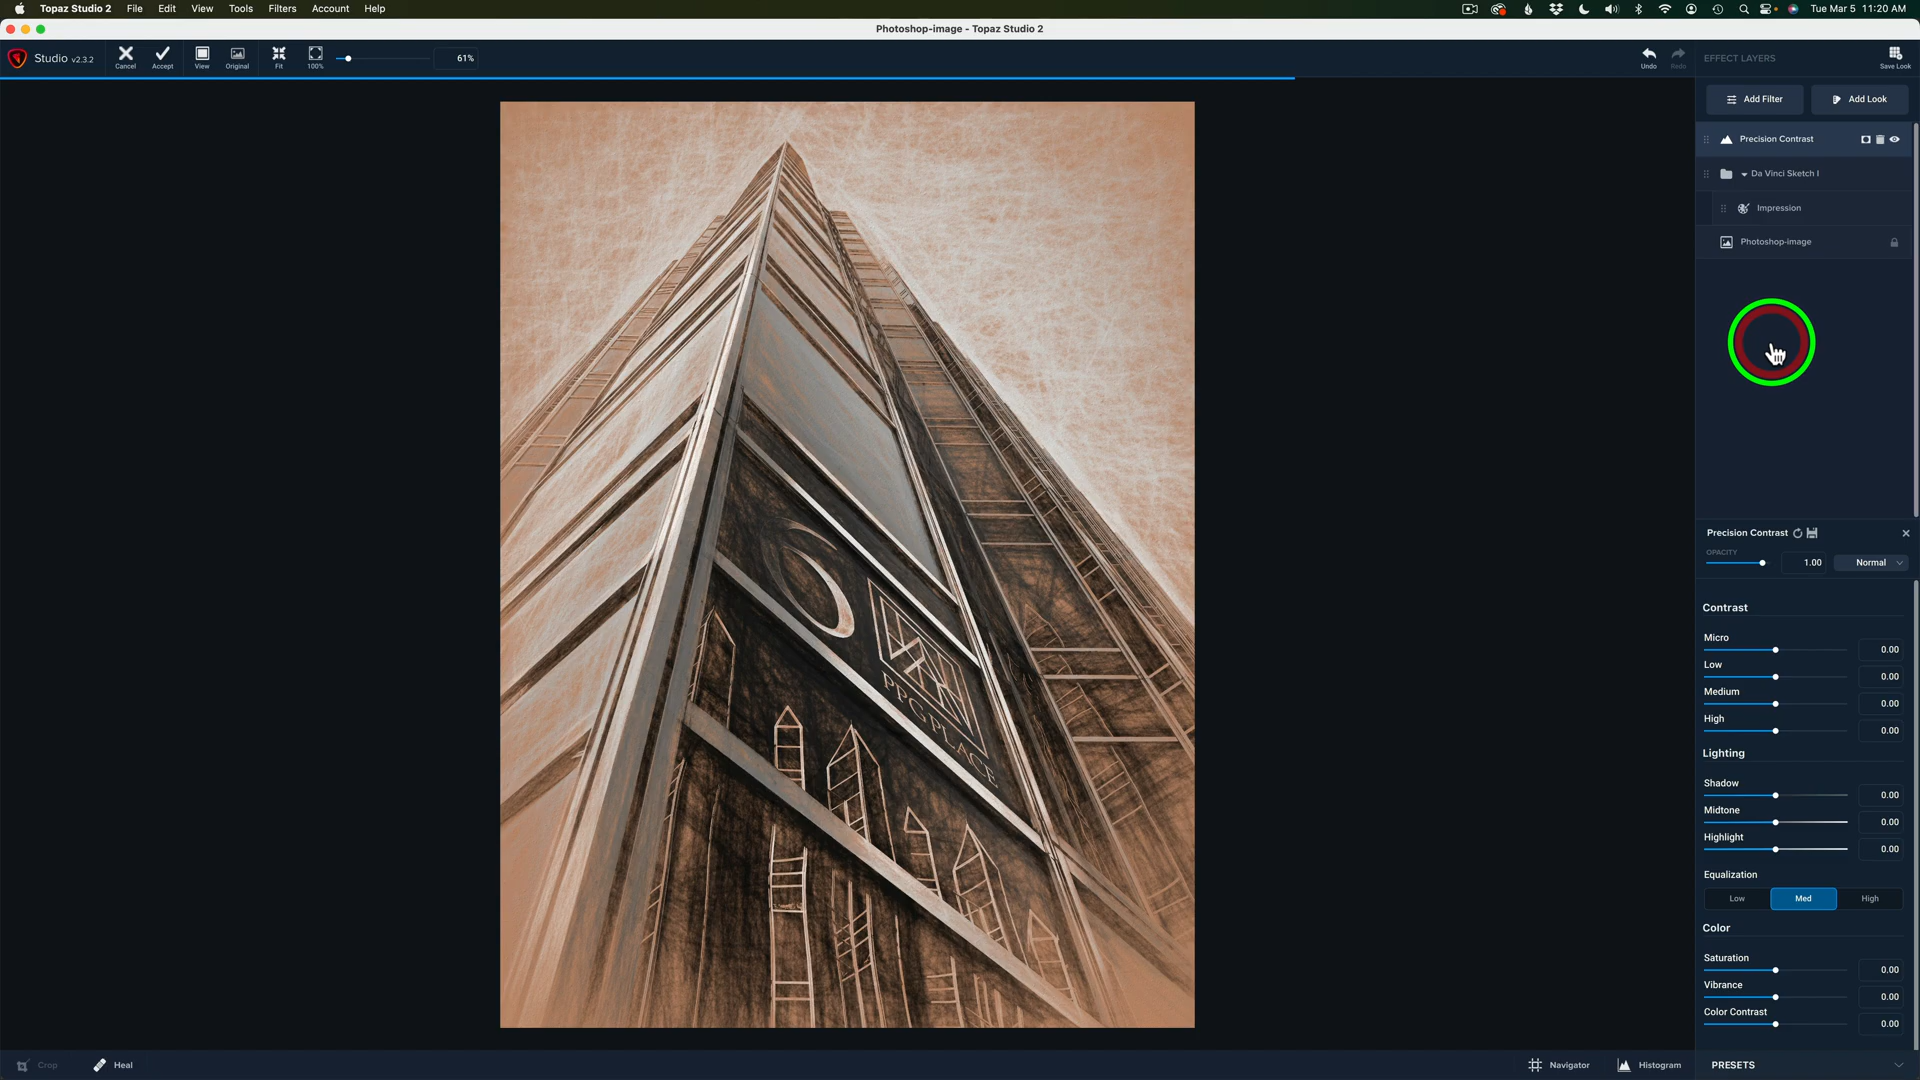 Topaz Studio 2 File Edit View Tools Filters Account Help Tue Mar 5 11:20 AM
Photoshop-image - Topaz Studio 2
Studio v2.3.2 Cancel Accept View Original Fit 100% 61% Undo Redo EFFECT LAYERS Save Look
Add Filter Add Look
Precision Contrast
Da Vinci Sketch I
Impression
Photoshop-image
Precision Contrast
OPACITY
1.00 Normal
Contrast
Micro
0.00
Low
0.00
Medium
0.00
High
0.00
Lighting
Shadow
0.00
Midtone
0.00
Highlight
0.00
Equalization
Low Med High
Color
Saturation
0.00
Vibrance
0.00
Color Contrast
0.00
PPG PLACE
Crop Heal Navigator Histogram PRESETS